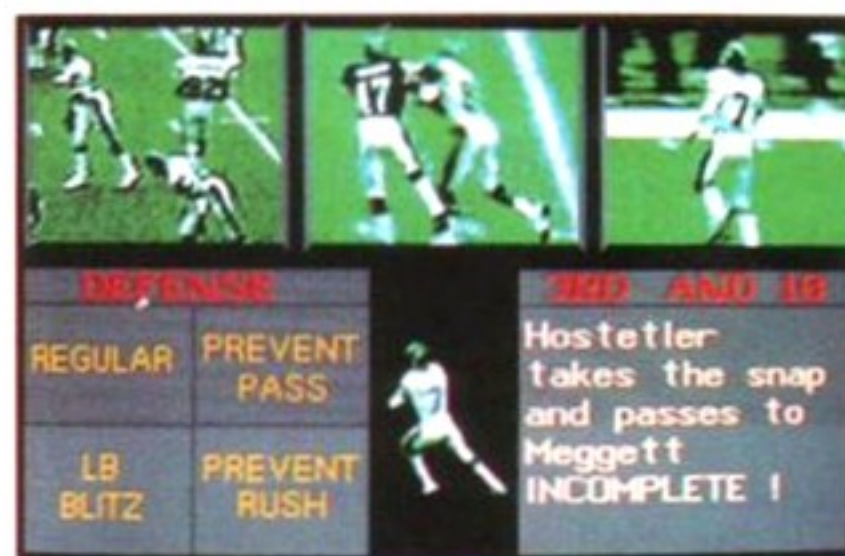 DEFENSE
REGULAR
PREVENT
PASS
LB
BLITZ
PREVENT
RUSH
3RD AND 10
Hostetler
takes the snap
and passes to
Meggett
INCOMPLETE !
17